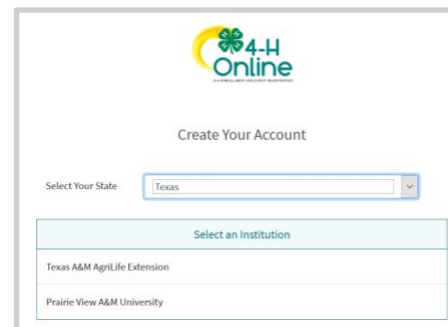 4-H
Online
Create Your Account
Select Your State
Texas
Select an Institution
Texas A&M AgriLife Extension
Prairie View A&M University